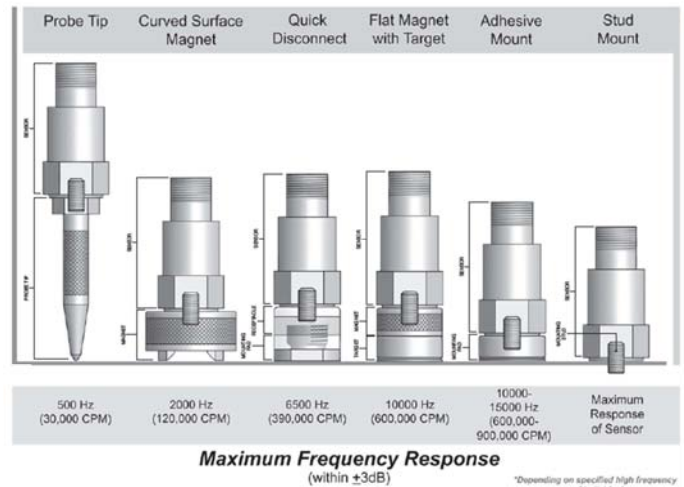 Probe Tip
Curved Surface
Magnet
Quick
Disconnect
Flat Magnet
with Target
Adhesive
Mount
Stud
Mount
SENSOR
PROBE TIP
SENSOR
MAGNET
SENSOR
RECEPTACLE
MOUNTING
PAD
SENSOR
MAGNET
TARGET
SENSOR
MOUNTING
PAD
SENSOR
MOUNTING
STUD
500 Hz
(30,000 CPM)
2000 Hz
(120,000 CPM)
6500 Hz
(390,000 CPM)
10000 Hz
(600,000 CPM)
10000-
15000 Hz
(600,000-
900,000 CPM)
Maximum
Response
of Sensor
Maximum Frequency Response
(within ±3dB)
*Depending on specified high frequency